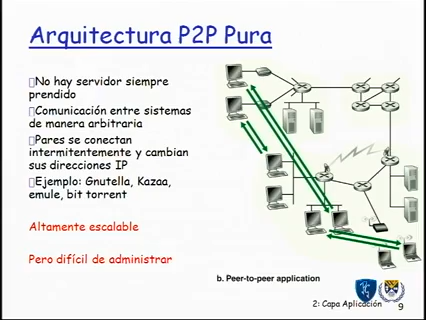 Arquitectura P2P Pura
No hay servidor siempre
prendido
Comunicación entre sistemas
de manera arbitraria
Pares se conectan
intermitentemente y cambian
sus direcciones IP
Ejemplo: Gnutella, Kazaa,
emule, bit torrent
Altamente escalable
Pero difícil de administrar
b. Peer-to-peer application
2: Capa Aplicación
9